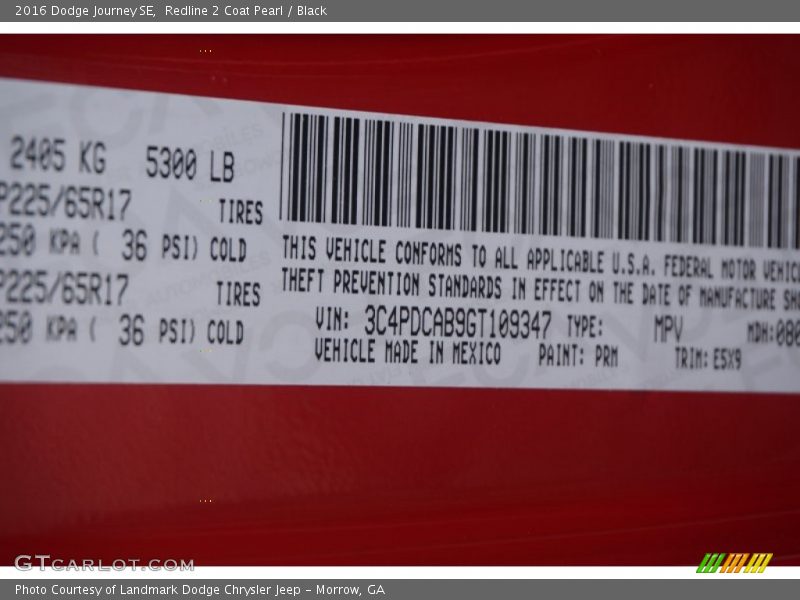 2016 Dodge Journey SE, Redline 2 Coat Pearl / Black
2405 KG 5300 LB
P225/65R17 TIRES
250 KPA ( 36 PSI) COLD
P225/65R17 TIRES
250 KPA ( 36 PSI) COLD
THIS VEHICLE CONFORMS TO ALL APPLICABLE U.S.A. FEDERAL MOTOR VEHIC
THEFT PREVENTION STANDARDS IN EFFECT ON THE DATE OF MANUFACTURE SH
VIN: 3C4PDCAB9GT109347 TYPE: MPV MDH:080
VEHICLE MADE IN MEXICO PAINT: PRM TRIM: E5X9
GTCARLOT.COM
Photo Courtesy of Landmark Dodge Chrysler Jeep - Morrow, GA